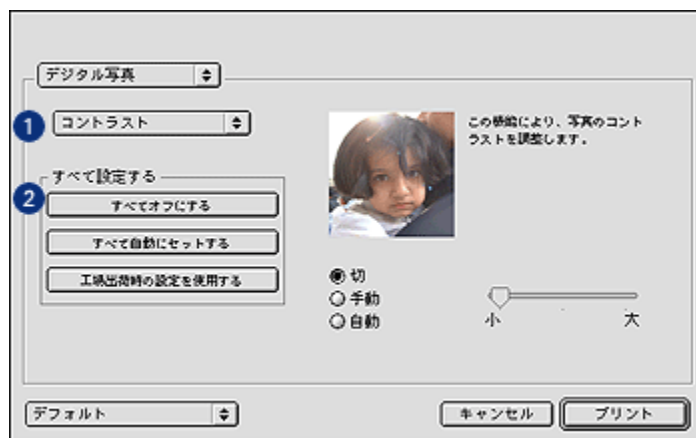 デジタル写真
1
コントラスト
この機能により、写真のコント
ラストを調整します。
すべて設定する
2
すべてオフにする
すべて自動にセットする
工場出荷時の設定を使用する
切
手動
自動
小
大
デフォルト
キャンセル
プリント